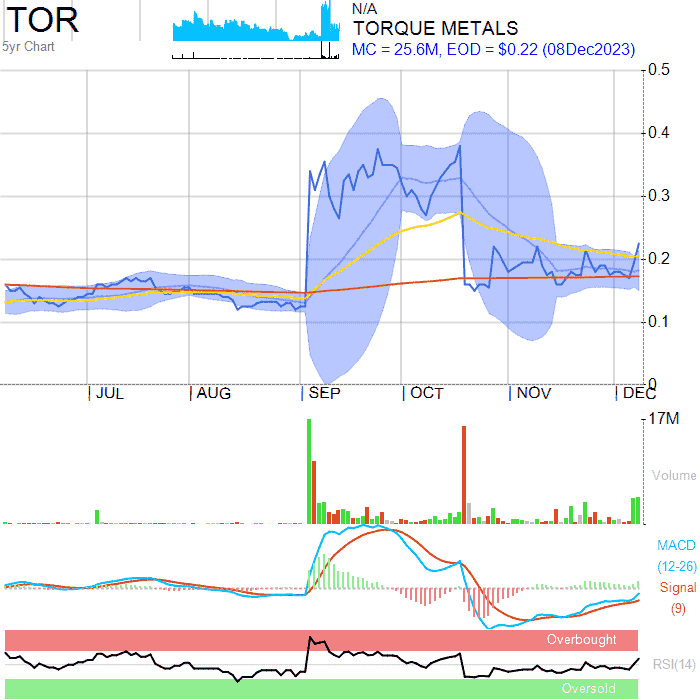 TOR
5yr Chart
N/A
TORQUE METALS
MC = 25.6M, EOD = $0.22 (08Dec2023)
0.5
0.4
0.3
0.2
0.1
0
JUL AUG SEP OCT NOV DEC
17M
Volume
MACD
(12-26)
Signal
(9)
Overbought
RSI(14)
Oversold